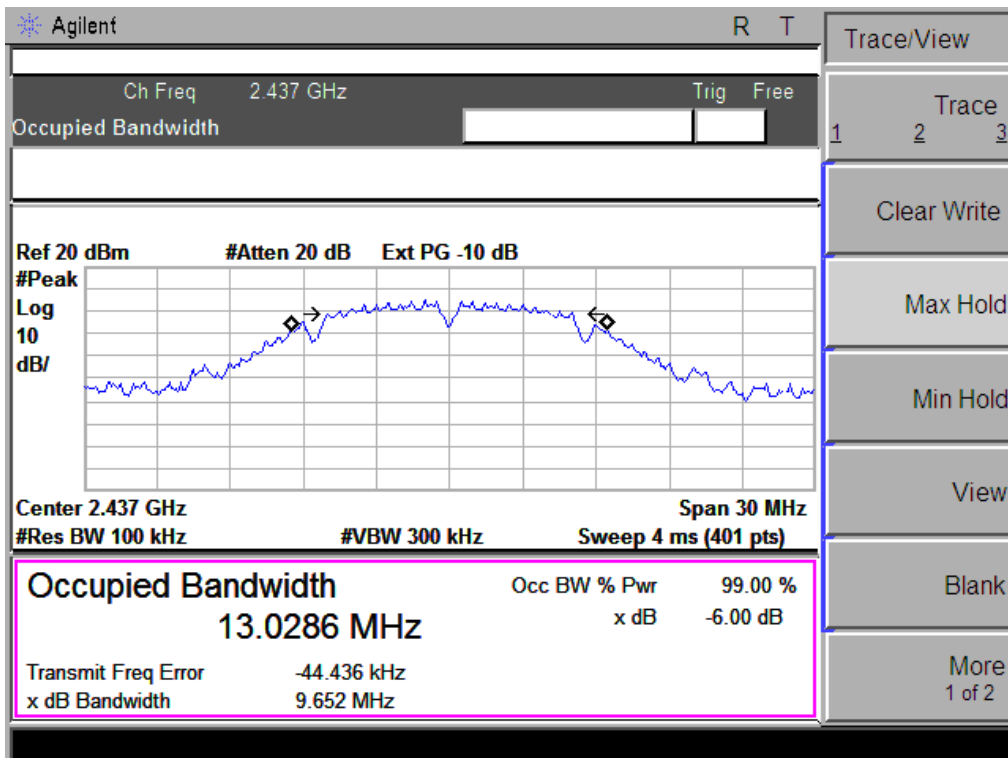 Agilent R T
Ch Freq 2.437 GHz Trig Free
Occupied Bandwidth
Ref 20 dBm #Atten 20 dB Ext PG -10 dB
#Peak
Log
10
dB/
Center 2.437 GHz Span 30 MHz
#Res BW 100 kHz #VBW 300 kHz Sweep 4 ms (401 pts)
Occupied Bandwidth Occ BW % Pwr 99.00 %
13.0286 MHz x dB -6.00 dB
Transmit Freq Error -44.436 kHz
x dB Bandwidth 9.652 MHz
Trace/View
Trace
1 2 3
Clear Write
Max Hold
Min Hold
View
Blank
More
1 of 2